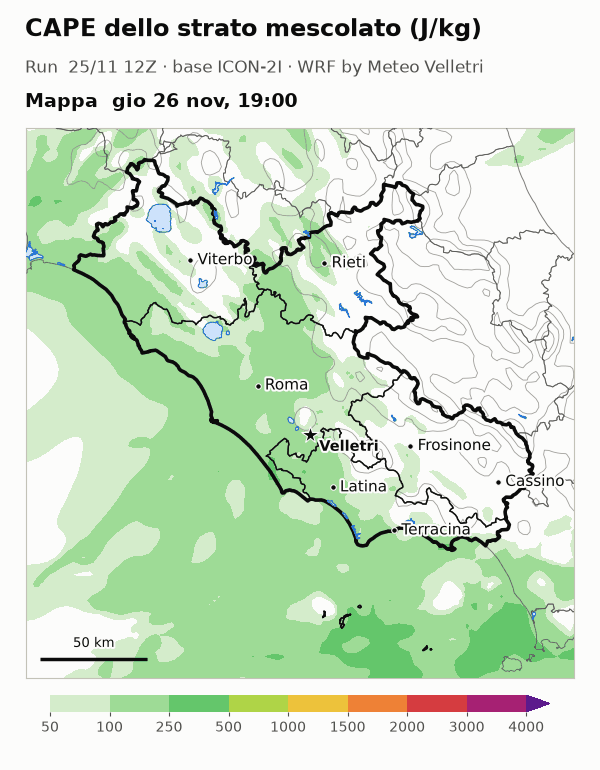 CAPE dello strato mescolato (J/kg)
Run  25/11 12Z · base ICON-2I · WRF by Meteo Velletri
Mappa  gio 26 nov, 19:00
Viterbo
Rieti
Roma
Velletri
Frosinone
Latina
Cassino
Terracina
50 km
50 100 250 500 1000 1500 2000 3000 4000